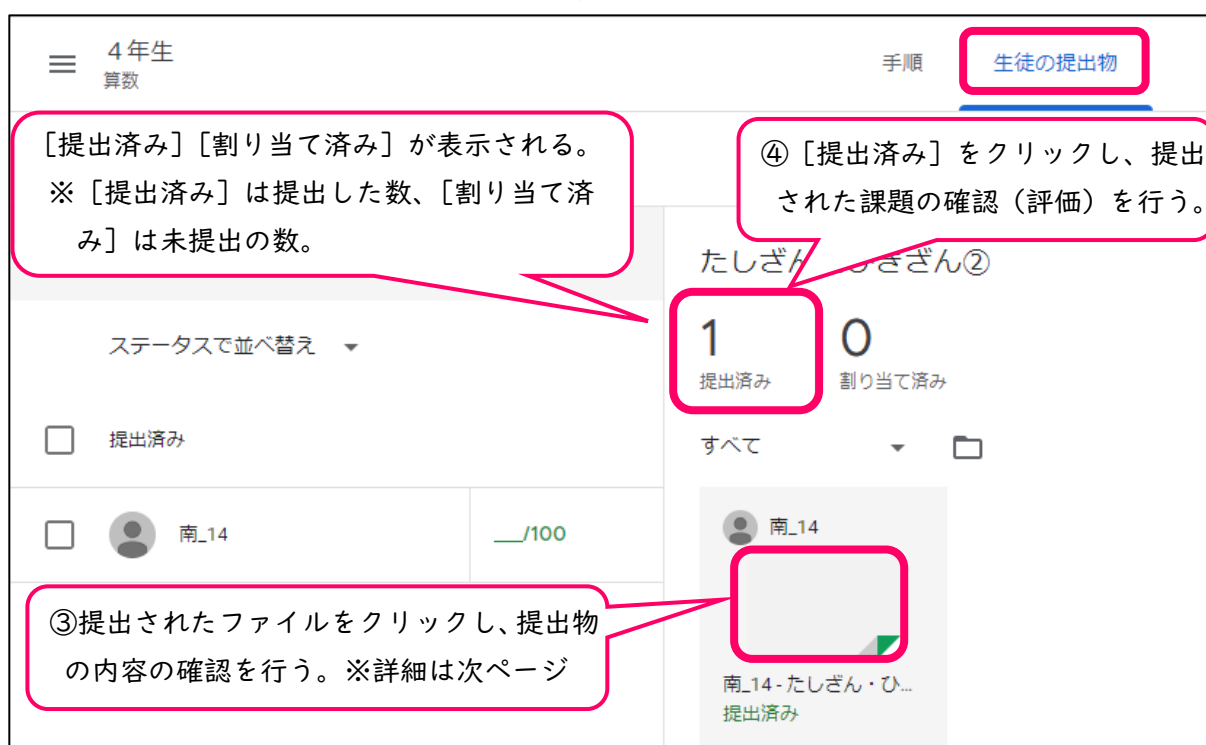 4年生
算数
手順
生徒の提出物
[提出済み][割り当て済み]が表示される。
※[提出済み]は提出した数、[割り当て済
み]は未提出の数。
④[提出済み]をクリックし、提出
された課題の確認(評価)を行う。
たしざん
ひきざん②
1
提出済み
0
割り当て済み
ステータスで並べ替え
すべて
提出済み
南_14
__/100
南_14
③提出されたファイルをクリックし、提出物
の内容の確認を行う。※詳細は次ページ
南_14 - たしざん・ひ...
提出済み